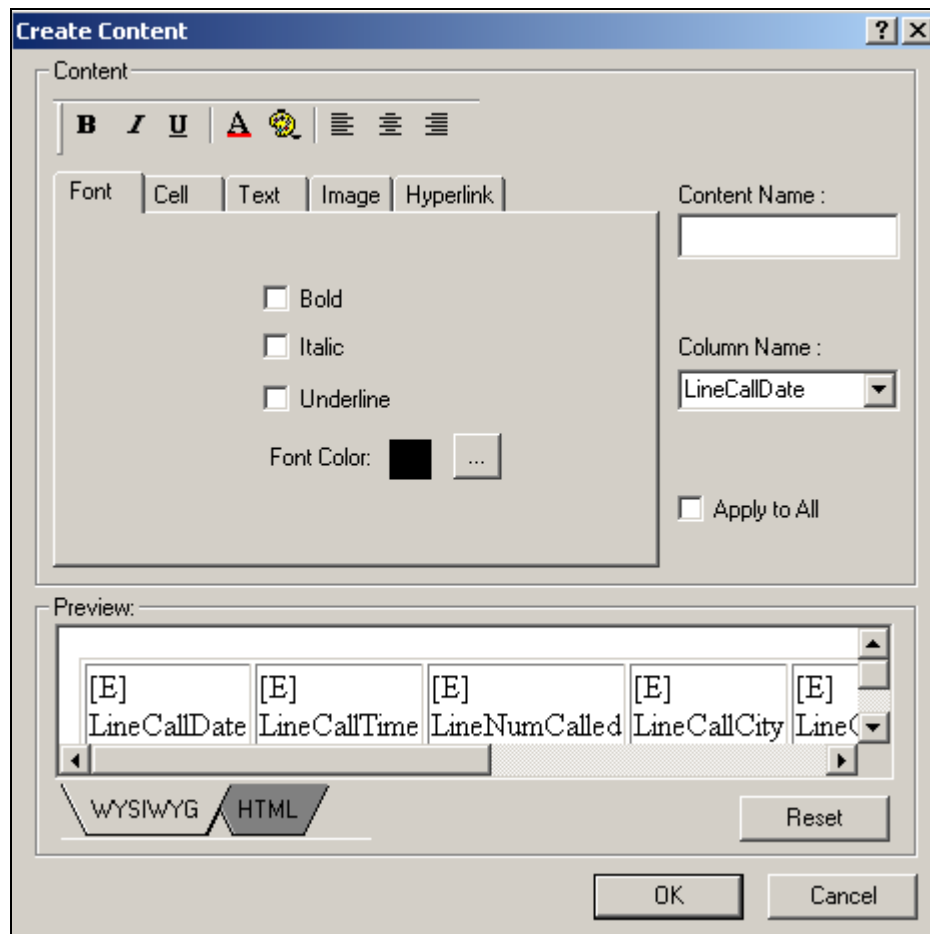 Create Content
Content
B I U A
Font Cell Text Image Hyperlink
Content Name :
Bold
Italic
Column Name :
LineCallDate
Underline
Font Color: ...
Apply to All
Preview:
[E] [E] [E] [E] [E]
LineCallDate LineCallTime LineNumCalled LineCallCity
WYSIWYG HTML
Reset
OK Cancel